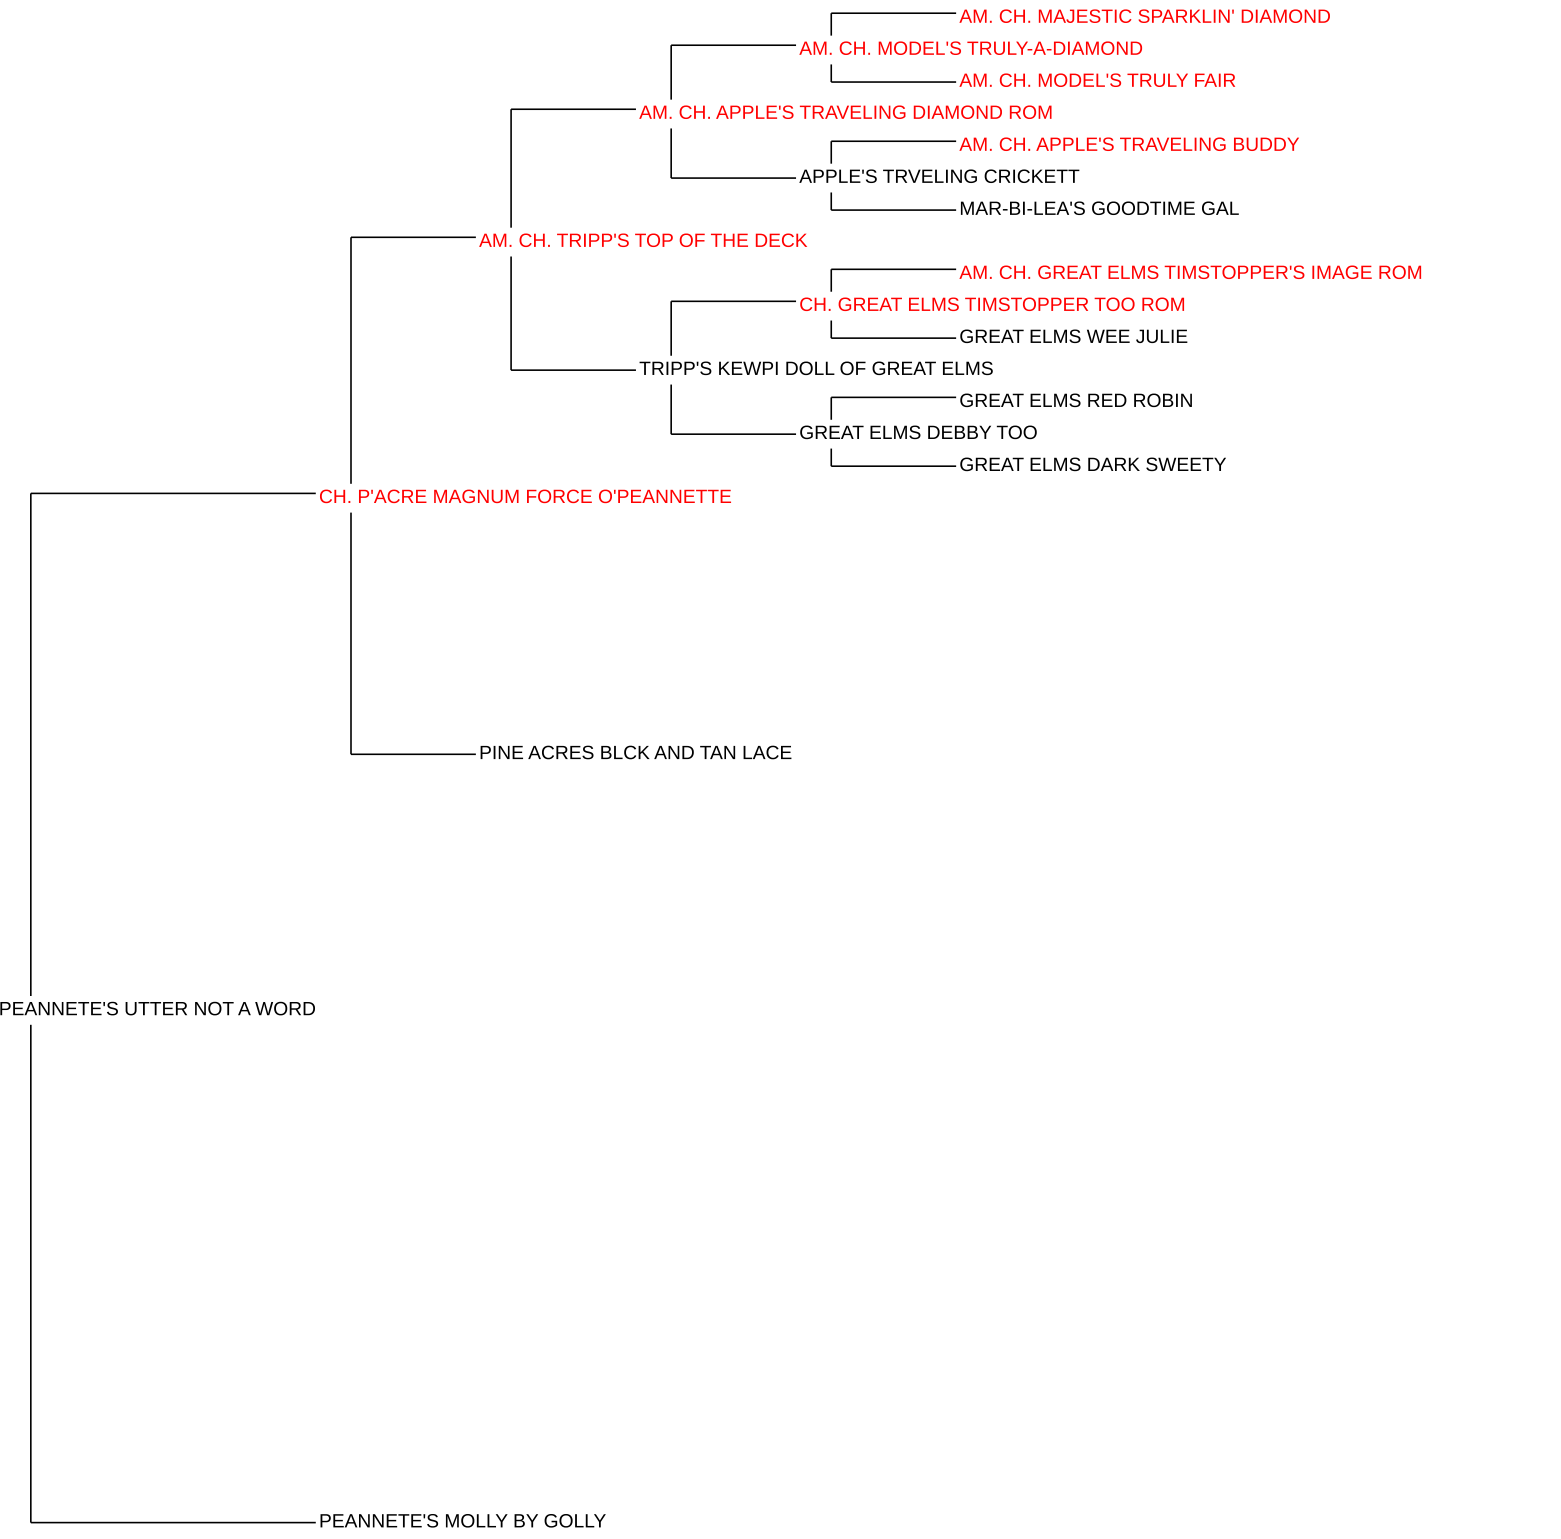 AM. CH. MAJESTIC SPARKLIN' DIAMOND
AM. CH. MODEL'S TRULY-A-DIAMOND
AM. CH. MODEL'S TRULY FAIR
AM. CH. APPLE'S TRAVELING DIAMOND ROM
AM. CH. APPLE'S TRAVELING BUDDY
APPLE'S TRVELING CRICKETT
MAR-BI-LEA'S GOODTIME GAL
AM. CH. TRIPP'S TOP OF THE DECK
AM. CH. GREAT ELMS TIMSTOPPER'S IMAGE ROM
CH. GREAT ELMS TIMSTOPPER TOO ROM
GREAT ELMS WEE JULIE
TRIPP'S KEWPI DOLL OF GREAT ELMS
GREAT ELMS RED ROBIN
GREAT ELMS DEBBY TOO
GREAT ELMS DARK SWEETY
CH. P'ACRE MAGNUM FORCE O'PEANNETTE
PINE ACRES BLCK AND TAN LACE
PEANNETE'S UTTER NOT A WORD
PEANNETE'S MOLLY BY GOLLY